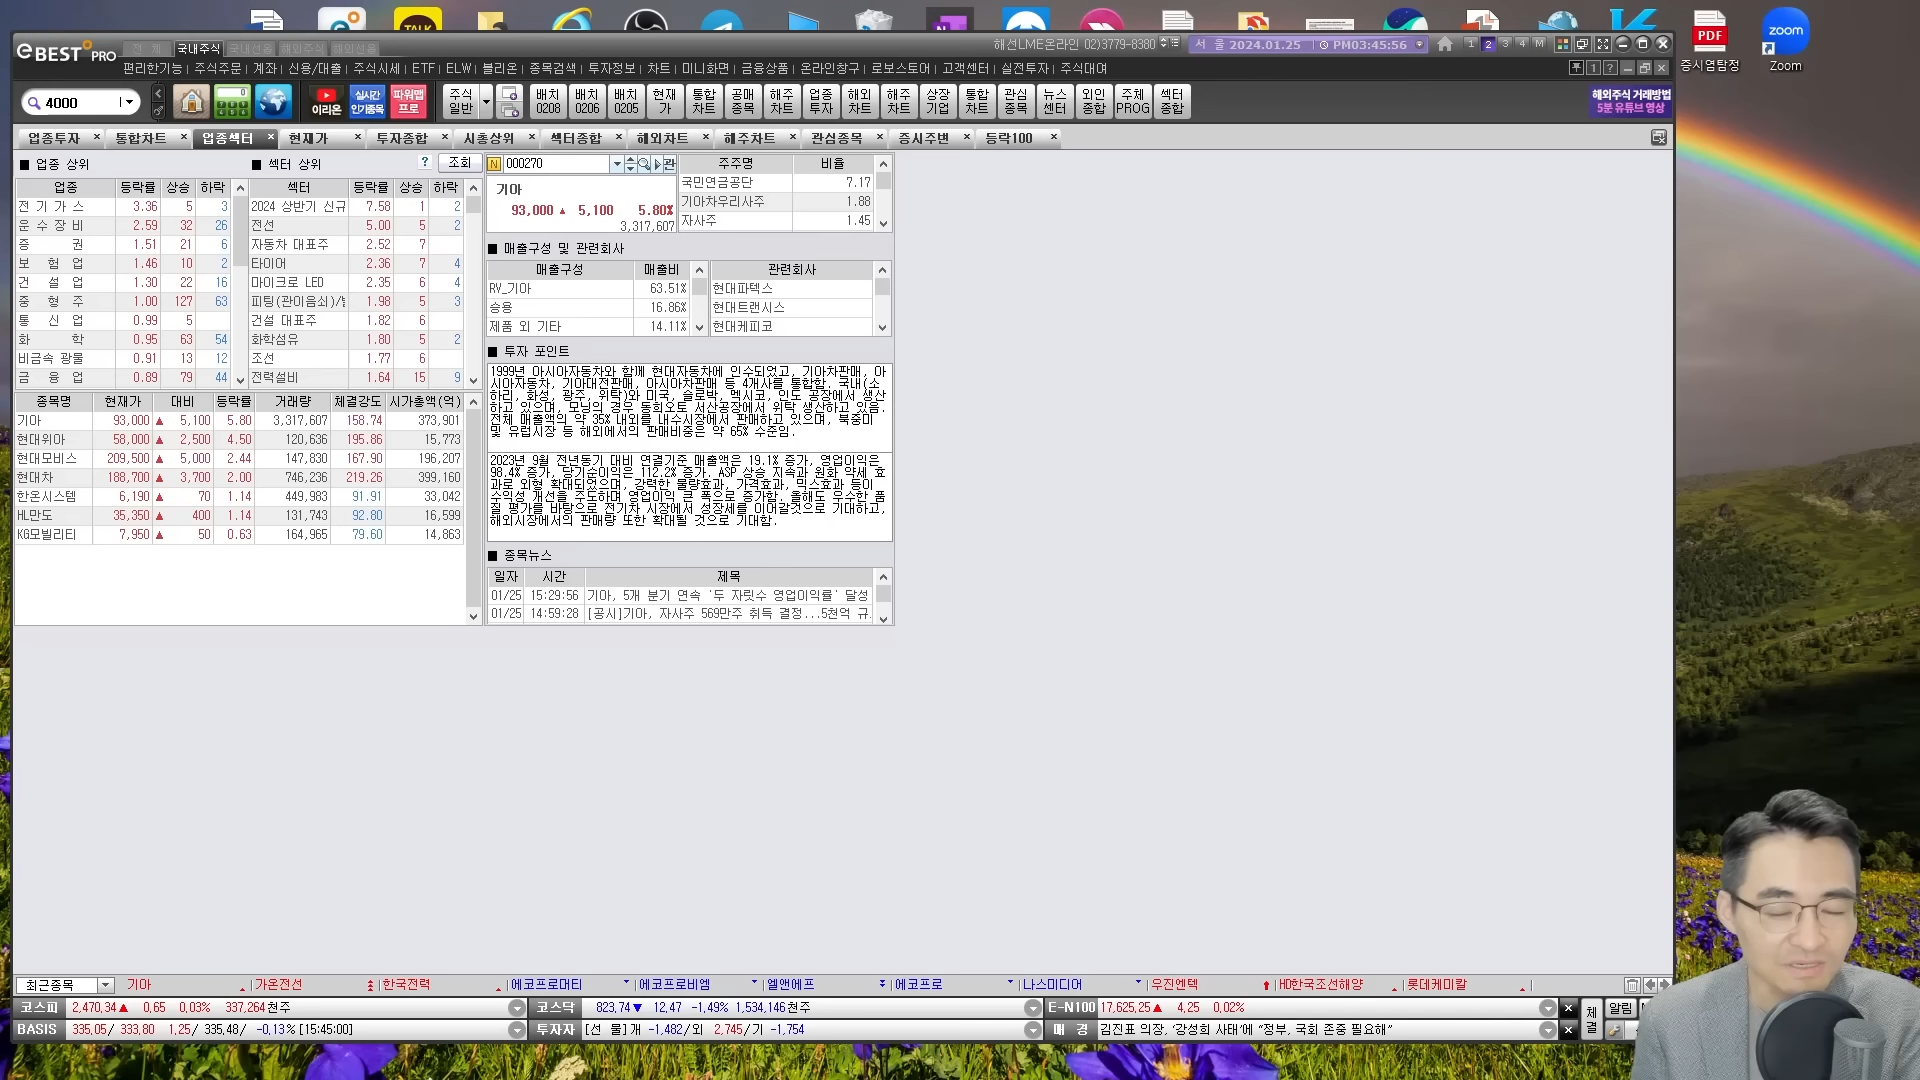 TALK
PDF
zoom
증시염탐정
Zoom
eBEST PRO
전 체
국내주식
국내선옵
해외주식
해외선옵
해선LME온라인 02)3779-8380
서 울 2024.01.25
PM03:45:56
1 2 3 4 M
편리한기능 | 주식주문 | 계좌 | 신용/대출 | 주식시세 | ETF | ELW | 불리온 | 종목검색 | 투자정보 | 차트 | 미니화면 | 금융상품 | 온라인창구 | 로보스토어 | 고객센터 | 실전투자 | 주식대여
4000
이리온
실시간 인기종목
파워맵 프로
주식 일반
배치 0208
배치 0206
배치 0205
현재 가
통합 차트
공매 종목
해주 차트
업종 투자
해외 차트
해주 차트
상장 기업
통합 차트
관심 종목
뉴스 센터
외인 종합
주체 PROG
섹터 종합
해외주식 거래방법
5분 유튜브 영상
업종투자 × 통합차트 × 업종섹터 × 현재가 × 투자종합 × 시총상위 × 섹터종합 × 해외차트 × 해주차트 × 관심종목 × 증시주변 × 등락100 ×
■ 업종 상위
■ 섹터 상위
? 조회
업종 등락률 상승 하락
전 기 가 스 3.36 5 3
운 수 장 비 2.59 32 26
증 권 1.51 21 6
보 험 업 1.46 10 2
건 설 업 1.30 22 16
중 형 주 1.00 127 63
통 신 업 0.99 5
화 학 0.95 63 54
비금속 광물 0.91 13 12
금 융 업 0.89 79 44
섹터 등락률 상승 하락
2024 상반기 신규 7.58 1 2
전선 5.00 5 2
자동차 대표주 2.52 7
타이어 2.36 7 4
마이크로 LED 2.35 6 4
피팅(관이음쇠)/ 1.98 5 3
건설 대표주 1.82 6
화학섬유 1.80 5 2
조선 1.77 6
전력설비 1.64 15 9
종목명 현재가 대비 등락률 거래량 체결강도 시가총액(억)
기아 93,000 ▲ 5,100 5.80 3,317,607 158.74 373,901
현대위아 58,000 ▲ 2,500 4.50 120,636 195.86 15,773
현대모비스 209,500 ▲ 5,000 2.44 147,830 167.90 196,207
현대차 188,700 ▲ 3,700 2.00 746,236 219.26 399,160
한온시스템 6,190 ▲ 70 1.14 449,983 91.91 33,042
HL만도 35,350 ▲ 400 1.14 131,743 92.80 16,599
KG모빌리티 7,950 ▲ 50 0.63 164,965 79.60 14,863
N 000270 관
기아
93,000 ▲ 5,100 5.80%
3,317,607
주주명 비율
국민연금공단 7.17
기아차우리사주 1.88
자사주 1.45
■ 매출구성 및 관련회사
매출구성 매출비
RV_기아 63.51%
승용 16.86%
제품 외 기타 14.11%
관련회사
현대파텍스
현대트랜시스
현대케피코
■ 투자 포인트
1999년 아시아자동차와 함께 현대자동차에 인수되었고, 기아차판매, 아
시아자동차, 기아대전판매, 아시아차판매 등 4개사를 통합함. 국내(소
하리, 화성, 광주, 위탁)와 미국, 슬로박, 멕시코, 인도 공장에서 생산
하고 있으며, 모닝의 경우 동희오토 서산공장에서 위탁 생산하고 있음.
전체 매출액의 약 35% 내외를 내수시장에서 판매하고 있으며, 북중미
및 유럽시장 등 해외에서의 판매비중은 약 65% 수준임.
2023년 9월 전년동기 대비 연결기준 매출액은 19.1% 증가, 영업이익은
98.4% 증가, 당기순이익은 112.2% 증가. ASP 상승 지속과 원화 약세 효
과로 외형 확대되었으며, 강력한 물량효과, 가격효과, 믹스효과 등이
수익성 개선을 주도하며 영업이익 큰 폭으로 증가함. 올해도 우수한 품
질 평가를 바탕으로 전기차 시장에서 성장세를 이어갈것으로 기대하고,
해외시장에서의 판매량 또한 확대될 것으로 기대함.
■ 종목뉴스
일자 시간 제목
01/25 15:29:56 기아, 5개 분기 연속 '두 자릿수 영업이익률' 달성
01/25 14:59:28 [공시]기아, 자사주 569만주 취득 결정...5천억 규
최근종목 기아 가온전선 한국전력 에코프로머티 에코프로비엠 엘앤에프 에코프로 나스미디어 우진엔텍 HD한국조선해양 롯데케미칼
코스피 2,470.34▲ 0.65 0.03% 337,264천주
코스닥 823.74▼ 12.47 -1.49% 1,534,146천주
E-N100 17,625.25▲ 4.25 0.02%
체결
알림
BASIS 335.05/ 333.80 1.25/ 335.48/ -0.13%[15:45:00]
투자자 [선 물]개 -1,482/외 2,745/기 -1,754
매 경 김진표 의장, '강성희 사태'에 "정부, 국회 존중 필요해"